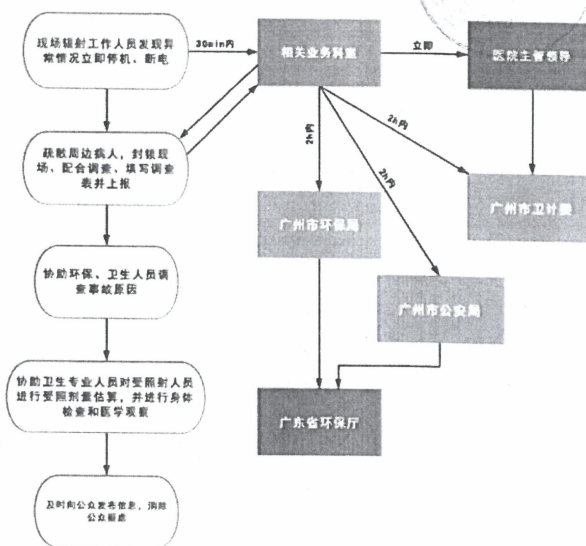 现场辐射工作人员发现异
常情况立即停机、断电
30min内
相关业务科室
立即
医院主管领导
疏散周边病人，封锁现
场、配合调查、填写调查
表并上报
2h内
2h内
2h内
广州市环保局
广州市卫计委
协助环保、卫生人员调
查事故原因
广州市公安局
协助卫生专业人员对受照射人员
进行受照剂量估算，并进行身体
检查和医学观察
广东省环保厅
及时向公众发布信息，消除
公众疑虑